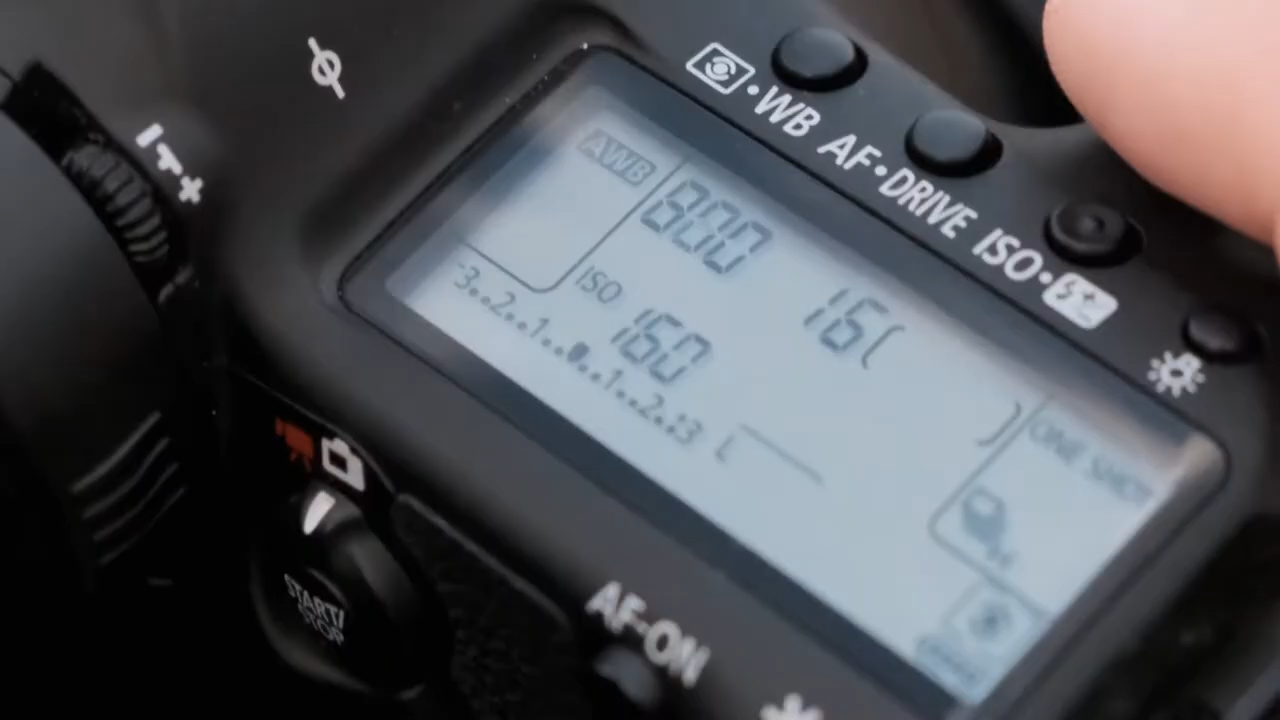 WB AF•DRIVE ISO•
AWB
800 16(
)
ISO
160
-3..2..1..0..1..2..:3
ONE SHOT
START/
STOP
AF-ON